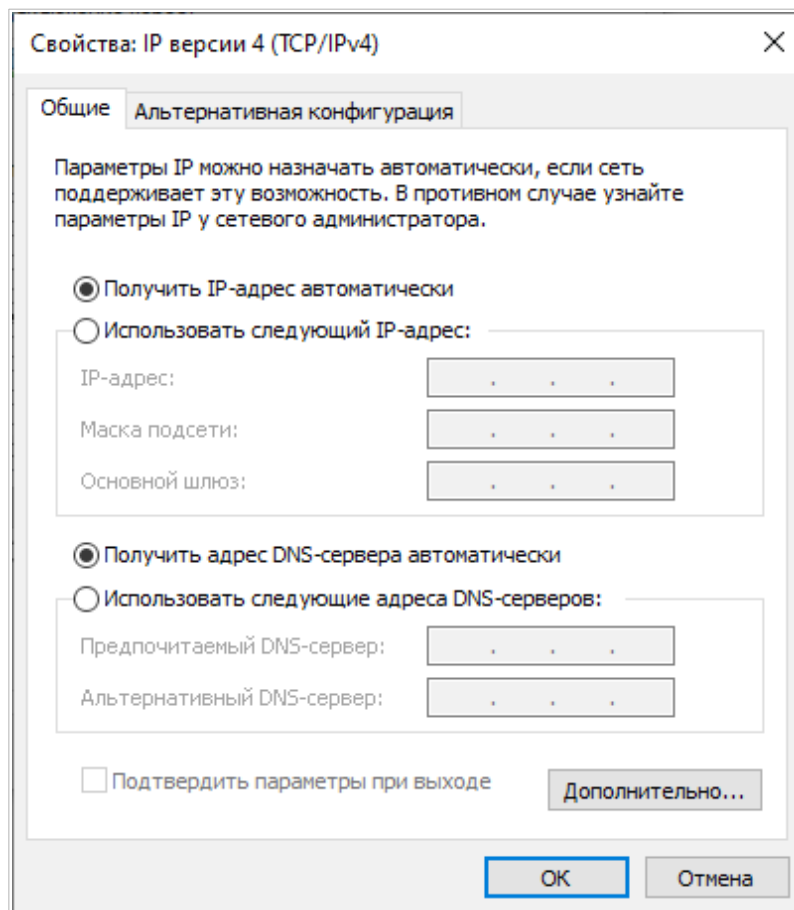 Свойства: IP версии 4 (TCP/IPv4)
Общие
Альтернативная конфигурация
Параметры IP можно назначать автоматически, если сеть
поддерживает эту возможность. В противном случае узнайте
параметры IP у сетевого администратора.
Получить IP-адрес автоматически
Использовать следующий IP-адрес:
IP-адрес:
Маска подсети:
Основной шлюз:
Получить адрес DNS-сервера автоматически
Использовать следующие адреса DNS-серверов:
Предпочитаемый DNS-сервер:
Альтернативный DNS-сервер:
Подтвердить параметры при выходе
Дополнительно...
ОК
Отмена